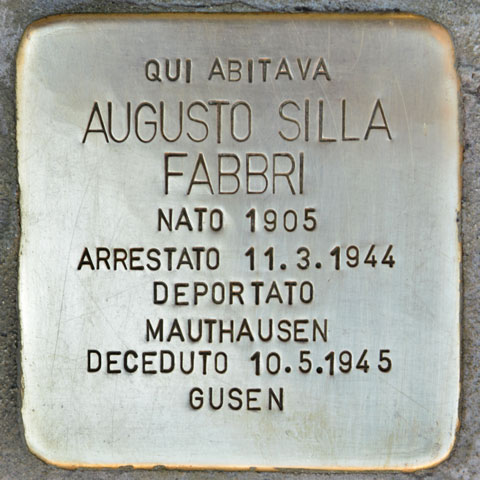 QUI ABITAVA
AUGUSTO SILLA
FABBRI
NATO 1905
ARRESTATO 11.3.1944
DEPORTATO
MAUTHAUSEN
DECEDUTO 10.5.1945
GUSEN